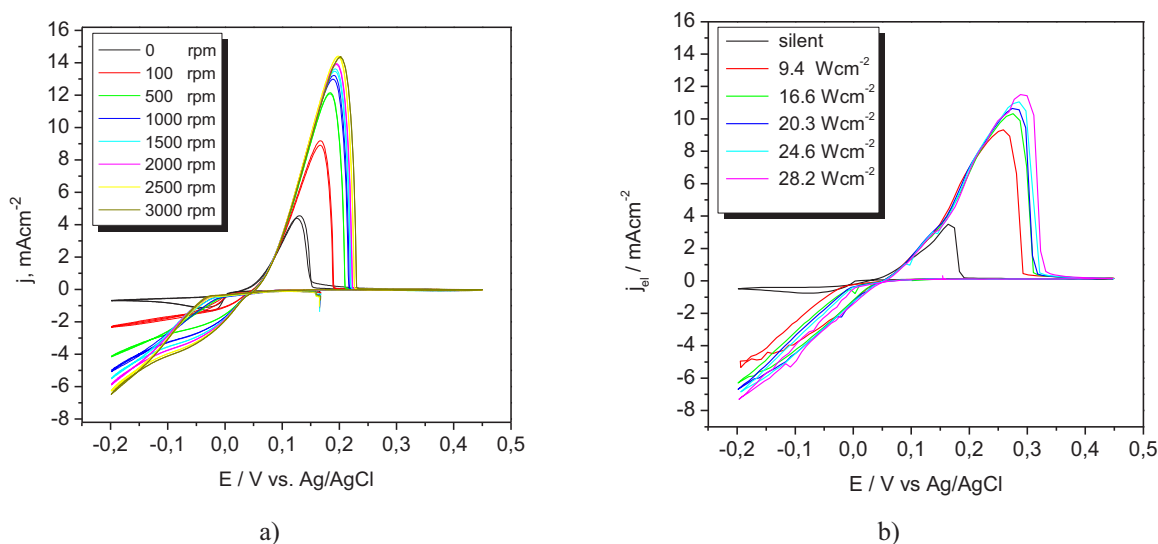 16
14
12
10
8
6
4
2
0
-2
-4
-6
-8
j, mAcm-2
0 rpm
100 rpm
500 rpm
1000 rpm
1500 rpm
2000 rpm
2500 rpm
3000 rpm
-0,2 -0,1 0,0 0,1 0,2 0,3 0,4 0,5
E / V vs. Ag/AgCl
a)
16
14
12
10
8
6
4
2
0
-2
-4
-6
-8
jel / mAcm-2
silent
9.4 Wcm-2
16.6 Wcm-2
20.3 Wcm-2
24.6 Wcm-2
28.2 Wcm-2
-0,2 -0,1 0,0 0,1 0,2 0,3 0,4 0,5
E / V vs Ag/AgCl
b)